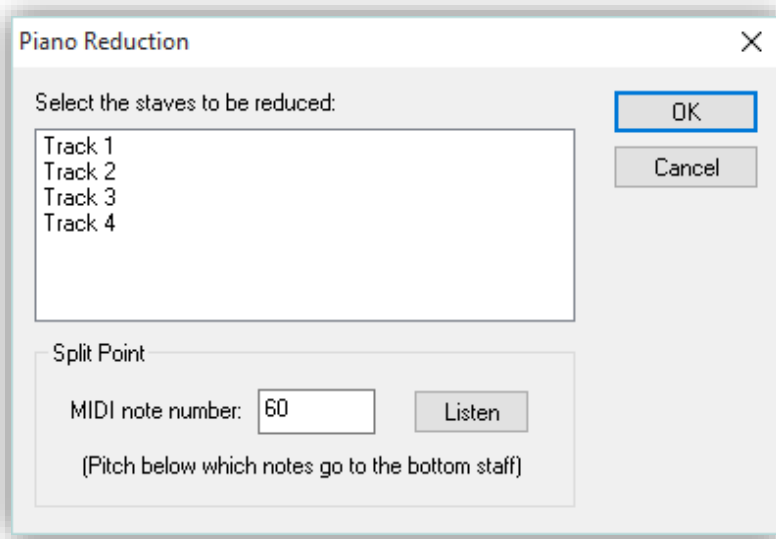 Piano Reduction
Select the staves to be reduced:
OK
Track 1
Track 2
Cancel
Track 3
Track 4
Split Point
MIDI note number: 60 Listen
(Pitch below which notes go to the bottom staff)